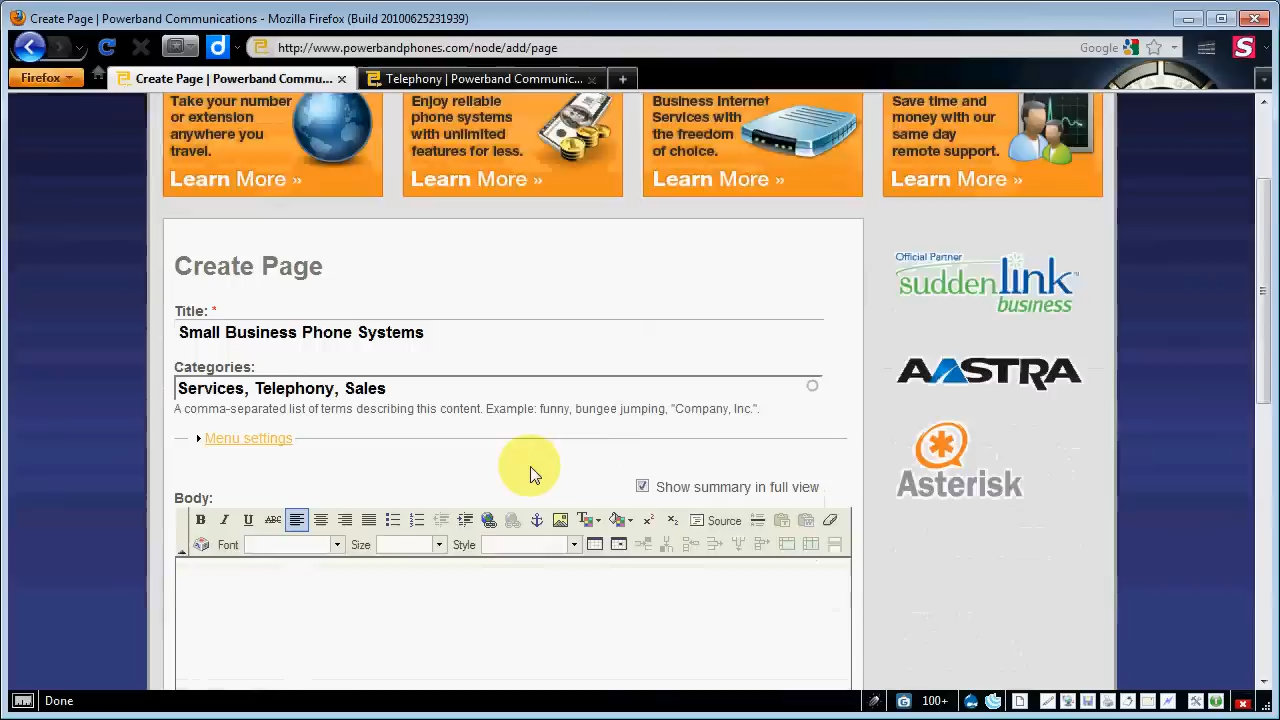 Create Page | Powerband Communications - Mozilla Firefox (Build 20100625231939)
http://www.powerbandphones.com/node/add/page
Google
S
d
Firefox
Create Page | Powerband Commu...
Telephony | Powerband Communic...
Take your number
or extension
anywhere you
travel.
Learn More »
Enjoy reliable
phone systems
with unlimited
features for less.
Learn More »
Business Internet
Services with
the freedom
of choice.
Learn More »
Save time and
money with our
same day
remote support.
Learn More »
Create Page
Title: *
Small Business Phone Systems
Categories:
Services, Telephony, Sales
A comma-separated list of terms describing this content. Example: funny, bungee jumping, "Company, Inc.".
Menu settings
Show summary in full view
Body:
B I U ABC
Source
Font
Size
Style
Official Partner
suddenlink
business
AASTRA
Asterisk
Done
100+